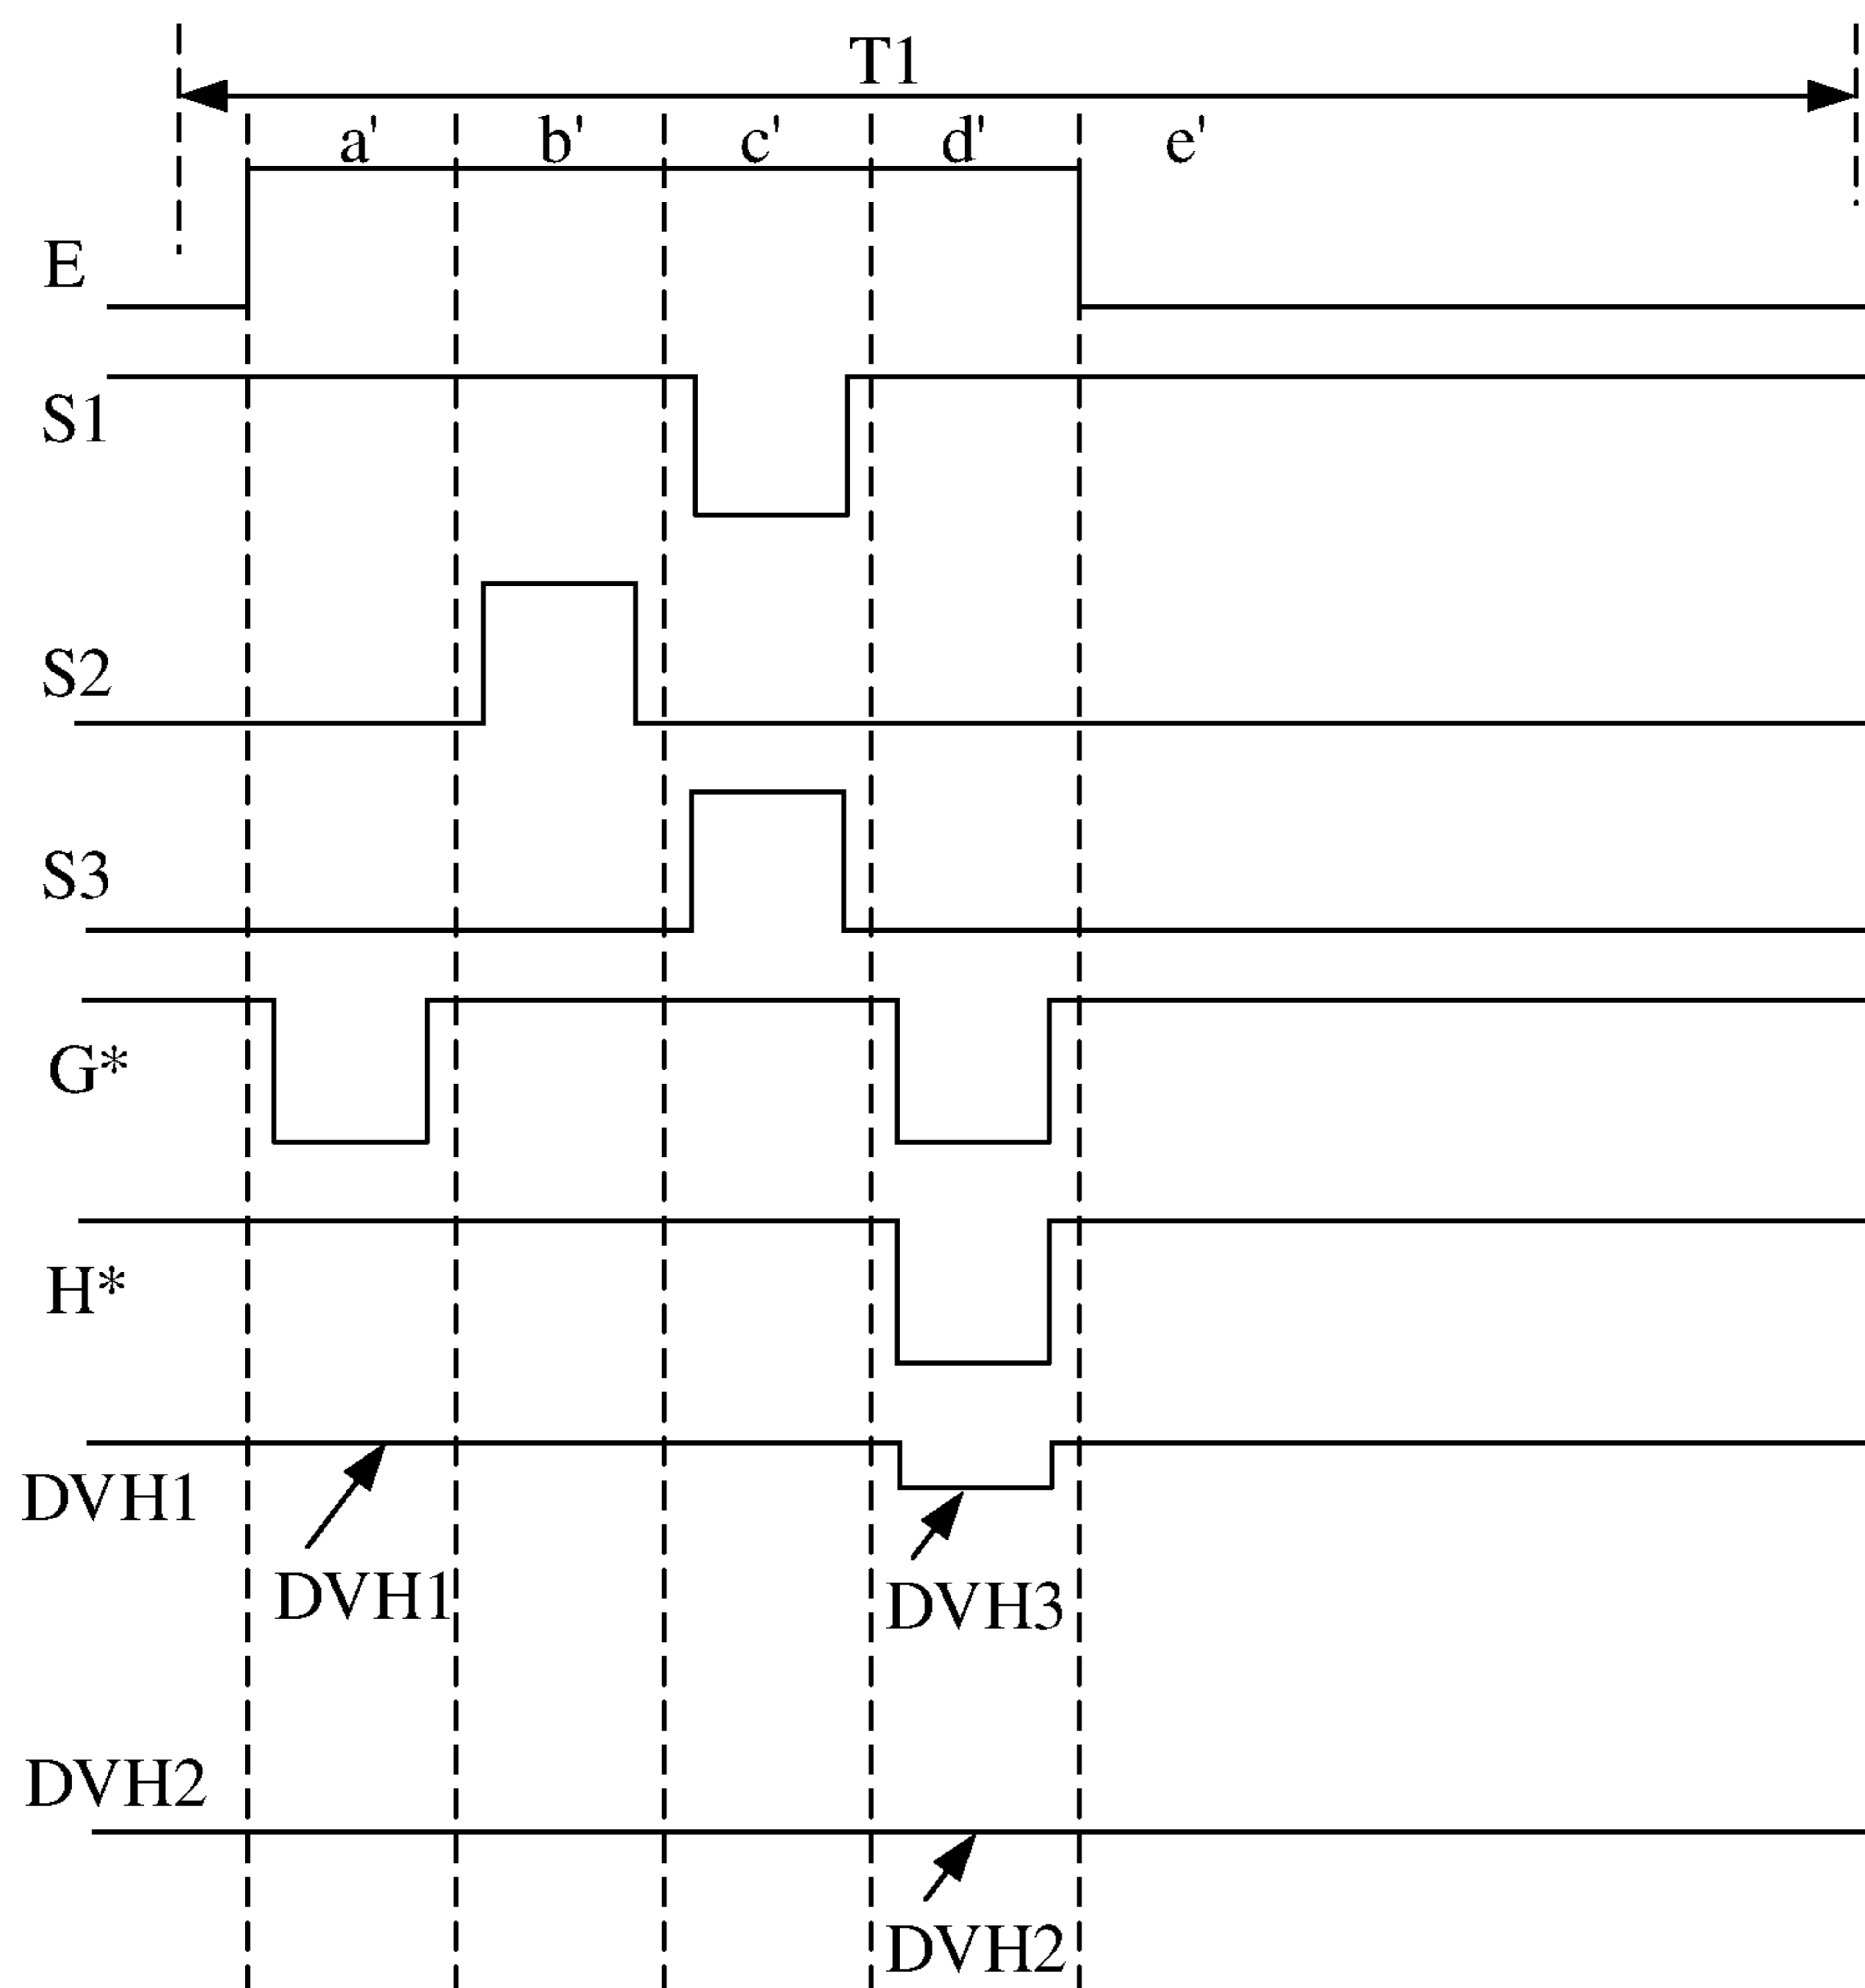 T1
a' b' c' d' e'
E
S1
S2
S3
G*
H*
DVH1
DVH1
DVH3
DVH2
DVH2